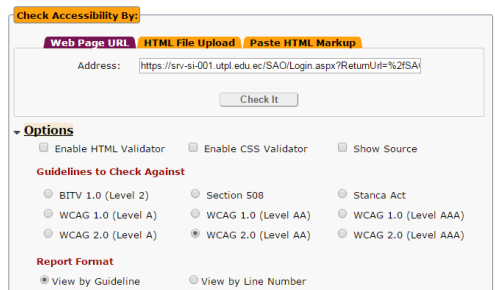 Check Accessibility By:
Web Page URL HTML File Upload Paste HTML Markup
Address: https://srv-si-001.utpl.edu.ec/SAO/Login.aspx?ReturnUrl=%2fSA
Check It
Options
Enable HTML Validator Enable CSS Validator Show Source
Guidelines to Check Against
BITV 1.0 (Level 2) Section 508 Stanca Act
WCAG 1.0 (Level A) WCAG 1.0 (Level AA) WCAG 1.0 (Level AAA)
WCAG 2.0 (Level A) WCAG 2.0 (Level AA) WCAG 2.0 (Level AAA)
Report Format
View by Guideline View by Line Number